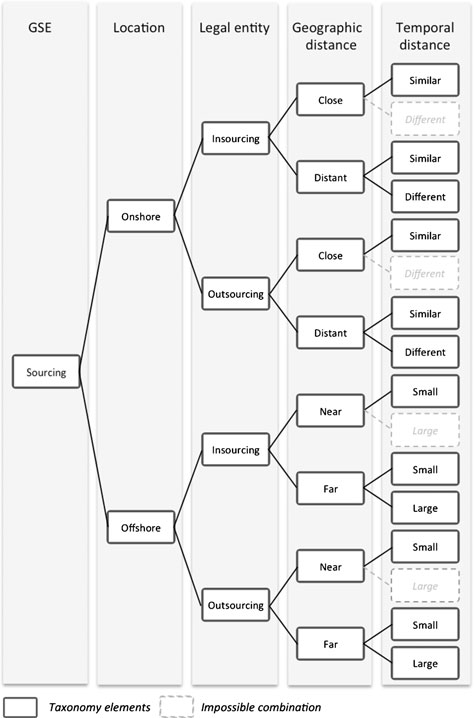 GSE
Location
Legal entity
Geographic
distance
Temporal
distance
Sourcing
Onshore
Offshore
Insourcing
Outsourcing
Insourcing
Outsourcing
Close
Distant
Close
Distant
Near
Far
Near
Far
Similar
Different
Similar
Different
Similar
Different
Similar
Different
Small
Large
Small
Large
Small
Large
Small
Large
Taxonomy elements
Impossible combination